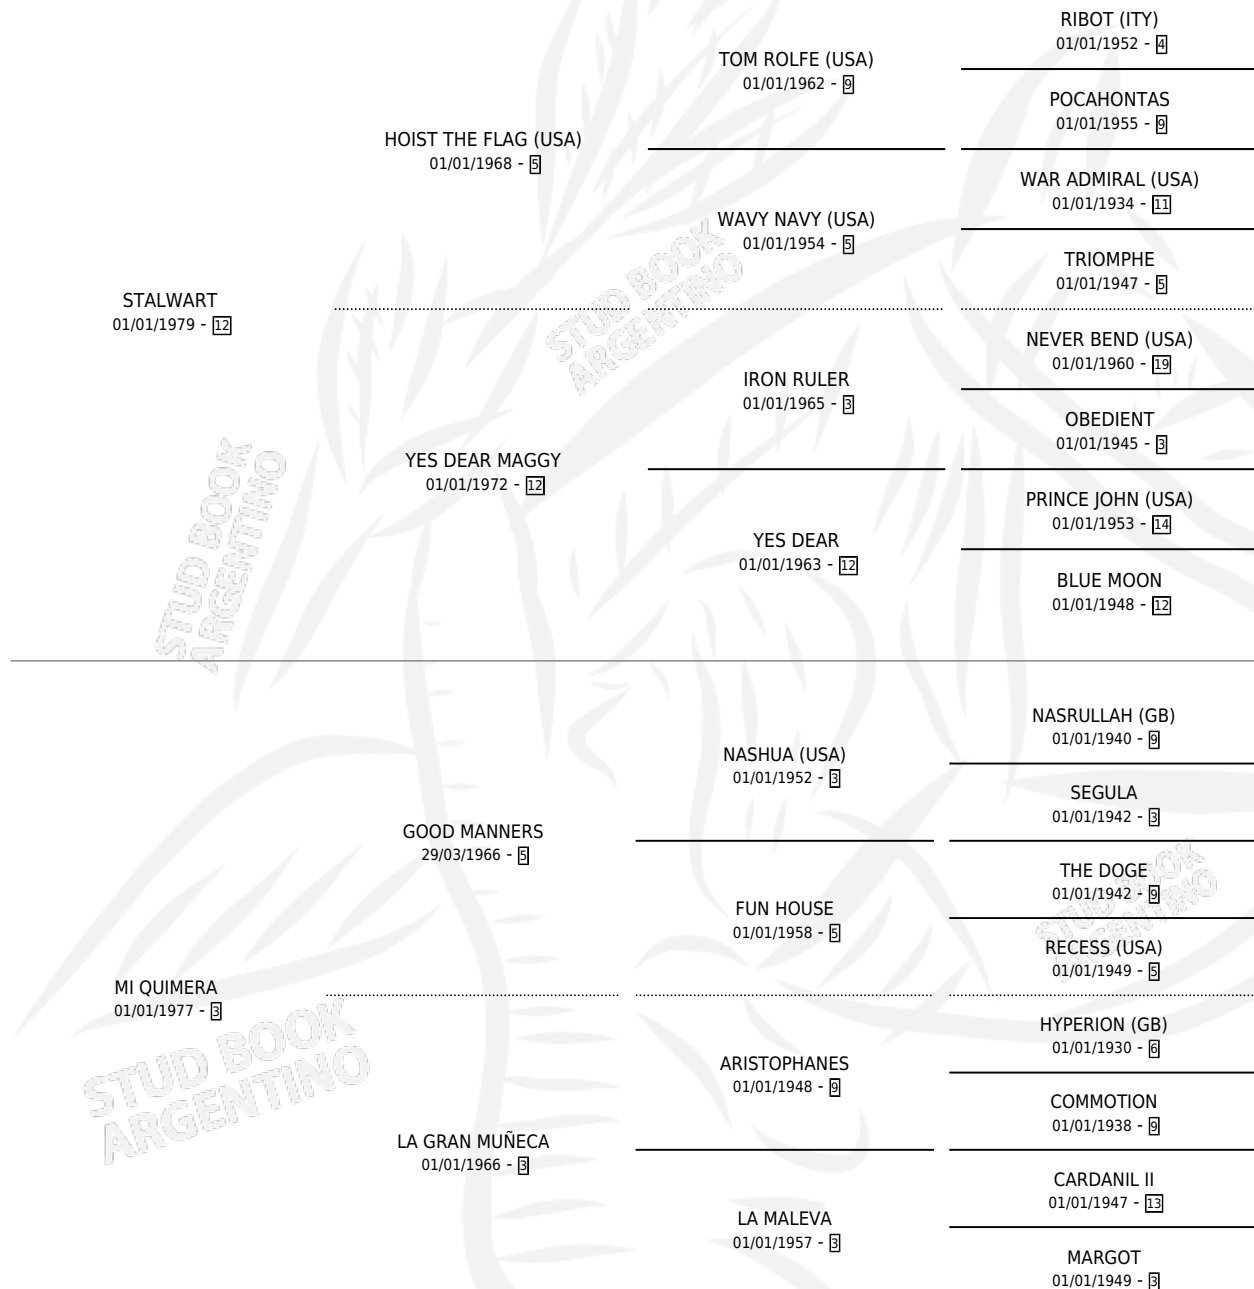 RIBOT (ITY)
01/01/1952 - 4
TOM ROLFE (USA)
01/01/1962 - 9
POCAHONTAS
01/01/1955 - 9
HOIST THE FLAG (USA)
01/01/1968 - 5
WAR ADMIRAL (USA)
01/01/1934 - 11
WAVY NAVY (USA)
01/01/1954 - 5
TRIOMPHE
01/01/1947 - 5
STALWART
01/01/1979 - 12
NEVER BEND (USA)
01/01/1960 - 19
IRON RULER
01/01/1965 - 3
OBEDIENT
01/01/1945 - 3
YES DEAR MAGGY
01/01/1972 - 12
PRINCE JOHN (USA)
01/01/1953 - 14
YES DEAR
01/01/1963 - 12
BLUE MOON
01/01/1948 - 12
NASRULLAH (GB)
01/01/1940 - 9
NASHUA (USA)
01/01/1952 - 3
SEGULA
01/01/1942 - 3
GOOD MANNERS
29/03/1966 - 5
THE DOGE
01/01/1942 - 9
FUN HOUSE
01/01/1958 - 5
RECESS (USA)
01/01/1949 - 5
MI QUIMERA
01/01/1977 - 3
HYPERION (GB)
01/01/1930 - 6
ARISTOPHANES
01/01/1948 - 9
COMMOTION
01/01/1938 - 9
LA GRAN MUÑECA
01/01/1966 - 3
CARDANIL II
01/01/1947 - 13
LA MALEVA
01/01/1957 - 3
MARGOT
01/01/1949 - 3
STUD BOOK
ARGENTINO
STUD BOOK
ARGENTINO
STUD BOOK
ARGENTINO
STUD BOOK
ARGENTINO